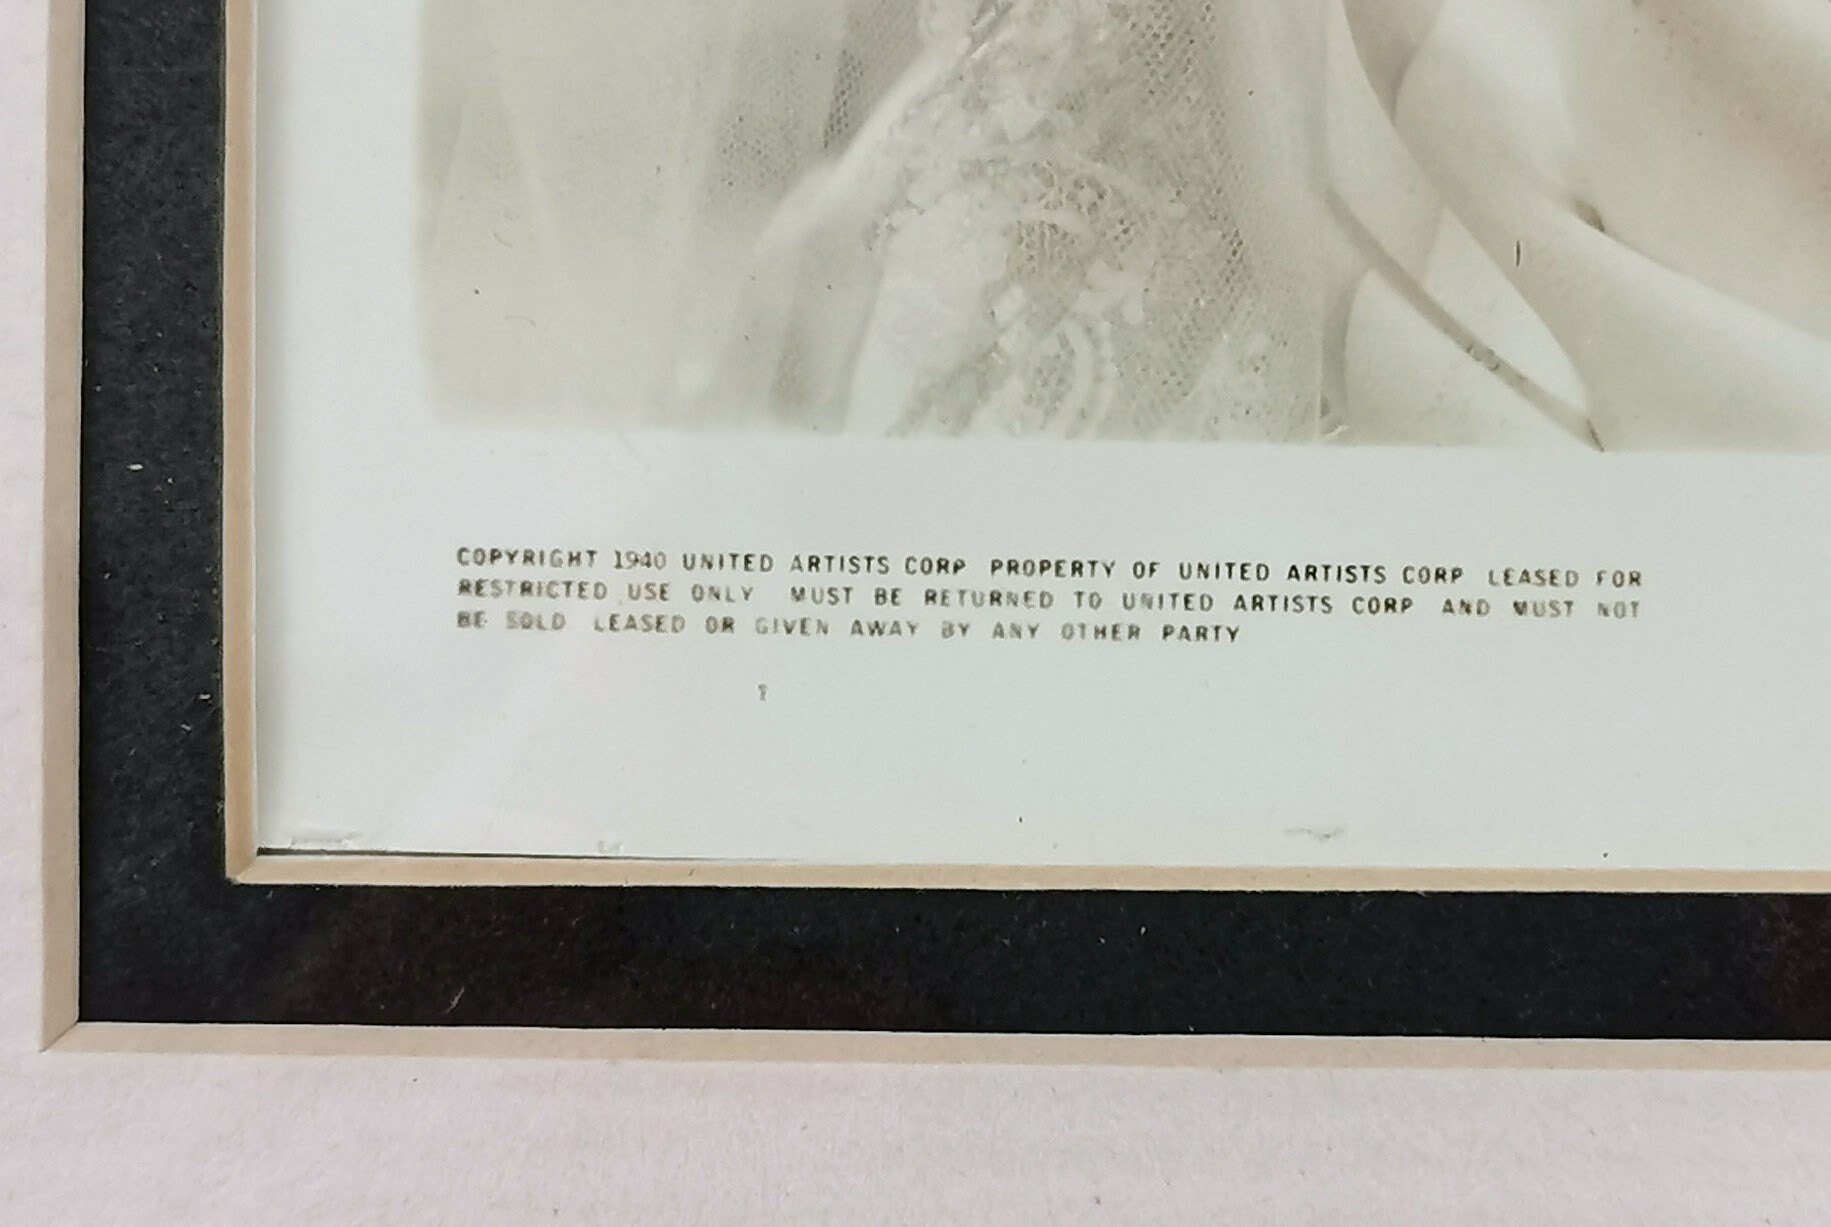 COPYRIGHT 1940 UNITED ARTISTS CORP PROPERTY OF UNITED ARTISTS CORP LEASED FOR
RESTRICTED USE ONLY MUST BE RETURNED TO UNITED ARTISTS CORP AND MUST NOT
BE SOLD LEASED OR GIVEN AWAY BY ANY OTHER PARTY